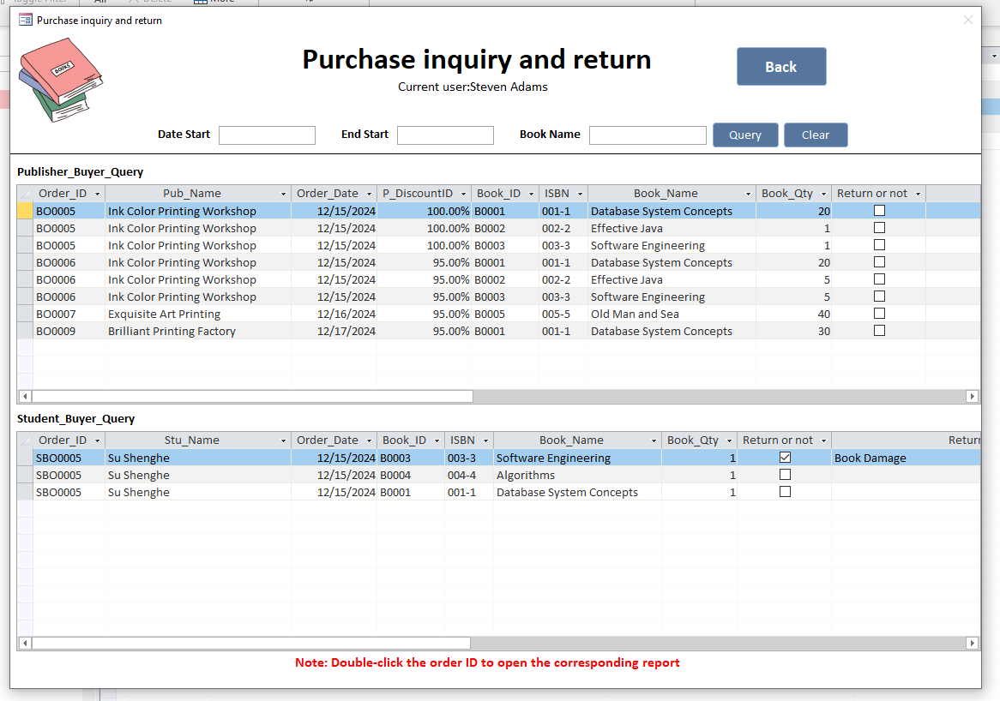 Toggle Filter All Delete More
Purchase inquiry and return
BOOKS
Purchase inquiry and return
Back
Current user:Steven Adams
Date Start End Start Book Name Query Clear
Publisher_Buyer_Query
Order_ID Pub_Name Order_Date P_DiscountID Book_ID ISBN Book_Name Book_Qty Return or not
BO0005 Ink Color Printing Workshop 12/15/2024 100.00% B0001 001-1 Database System Concepts 20
BO0005 Ink Color Printing Workshop 12/15/2024 100.00% B0002 002-2 Effective Java 1
BO0005 Ink Color Printing Workshop 12/15/2024 100.00% B0003 003-3 Software Engineering 1
BO0006 Ink Color Printing Workshop 12/15/2024 95.00% B0001 001-1 Database System Concepts 20
BO0006 Ink Color Printing Workshop 12/15/2024 95.00% B0002 002-2 Effective Java 5
BO0006 Ink Color Printing Workshop 12/15/2024 95.00% B0003 003-3 Software Engineering 5
BO0007 Exquisite Art Printing 12/16/2024 95.00% B0005 005-5 Old Man and Sea 40
BO0009 Brilliant Printing Factory 12/17/2024 95.00% B0001 001-1 Database System Concepts 30
Student_Buyer_Query
Order_ID Stu_Name Order_Date Book_ID ISBN Book_Name Book_Qty Return or not Return
SBO0005 Su Shenghe 12/15/2024 B0003 003-3 Software Engineering 1 Book Damage
SBO0005 Su Shenghe 12/15/2024 B0004 004-4 Algorithms 1
SBO0005 Su Shenghe 12/15/2024 B0001 001-1 Database System Concepts 1
Note: Double-click the order ID to open the corresponding report